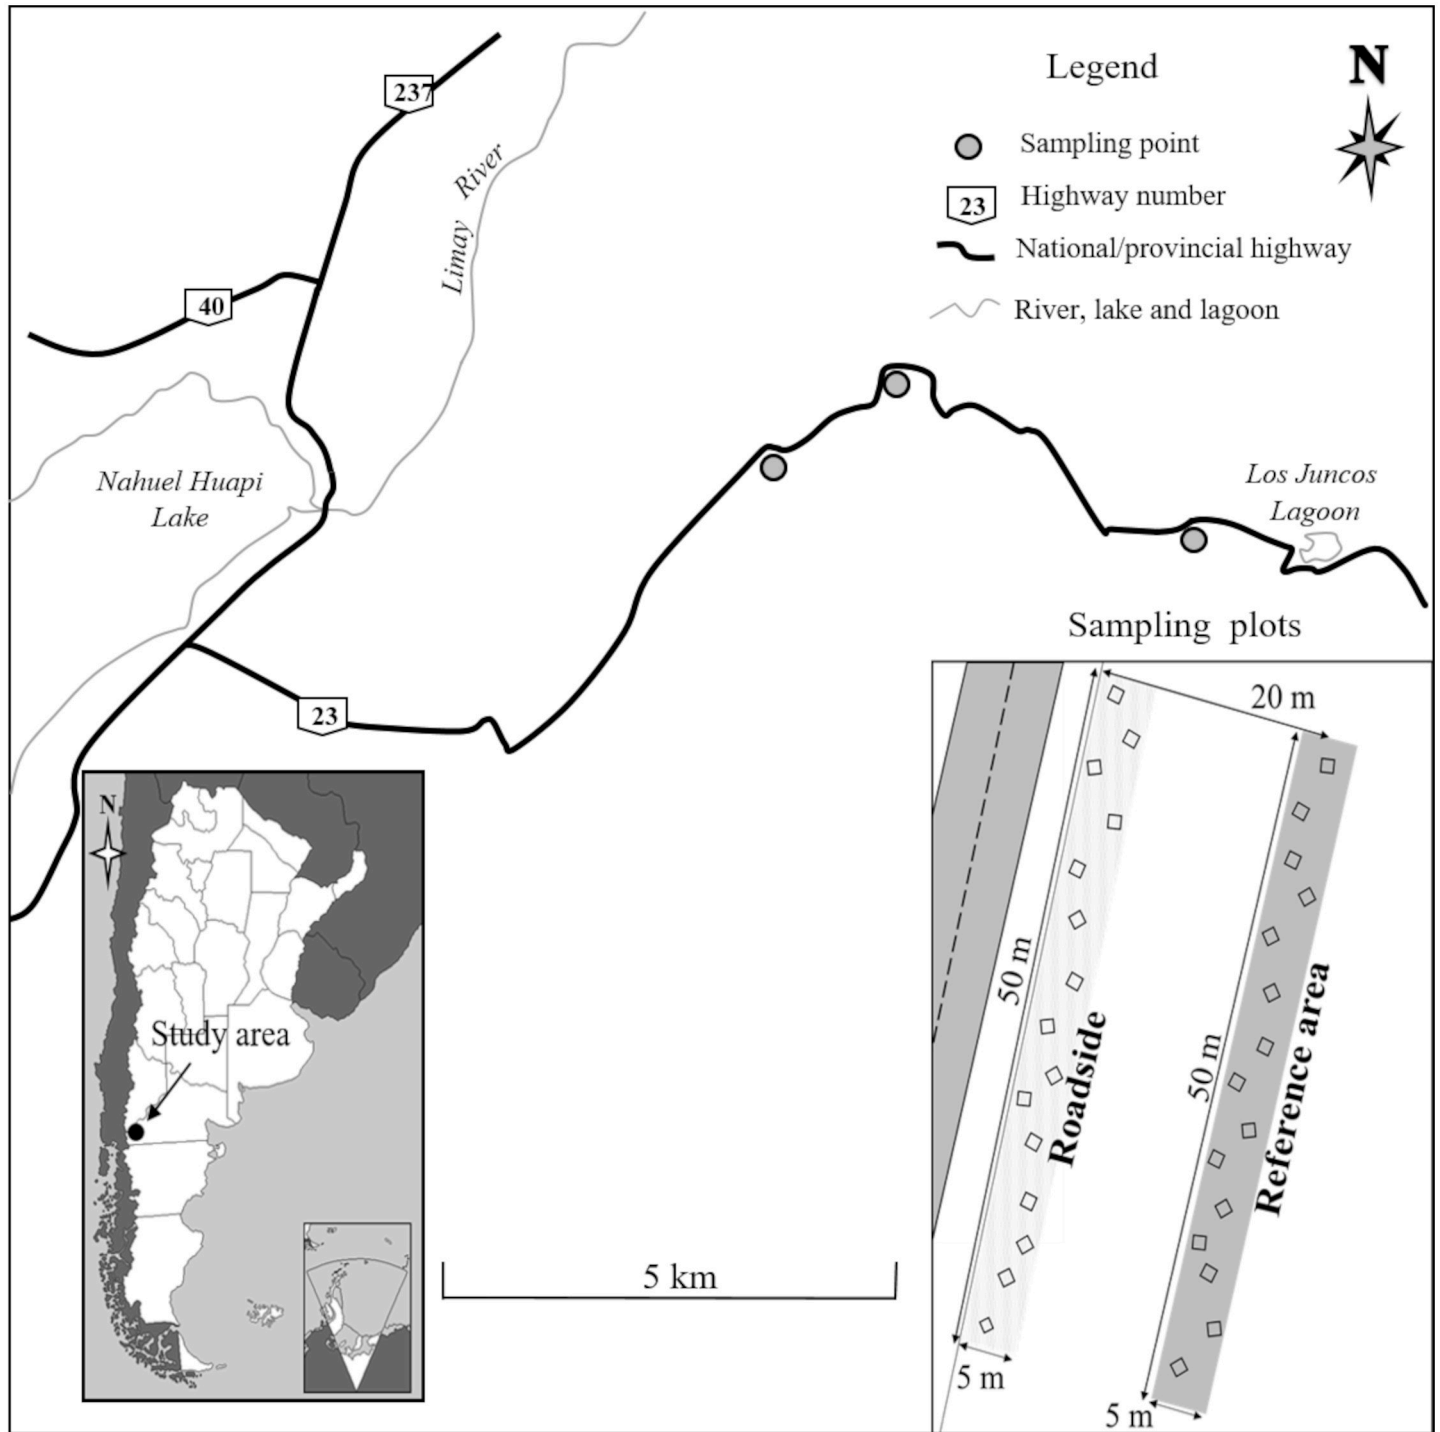 237
Limay River
40
Nahuel Huapi
Lake
23
Legend
N
Sampling point
23
Highway number
National/provincial highway
River, lake and lagoon
Los Juncos
Lagoon
Sampling plots
20 m
50 m
Roadside
50 m
Reference area
5 m
5 m
N
Study area
5 km